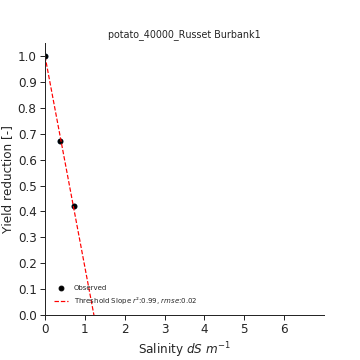 potato_40000_Russet Burbank1
Yield reduction [-]
1.0
0.9
0.8
0.7
0.6
0.5
0.4
0.3
0.2
0.1
0.0
Observed
Threshold Slope r²:0.99, rmse:0.02
0 1 2 3 4 5 6
Salinity dS m⁻¹